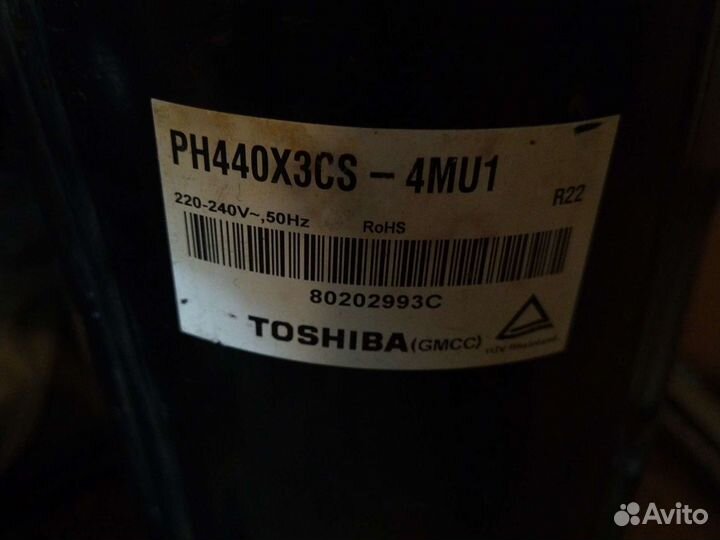 PH440X3CS - 4MU1
R22
220-240V~,50Hz
RoHS
80202993C
TOSHIBA (GMCC)
Avito